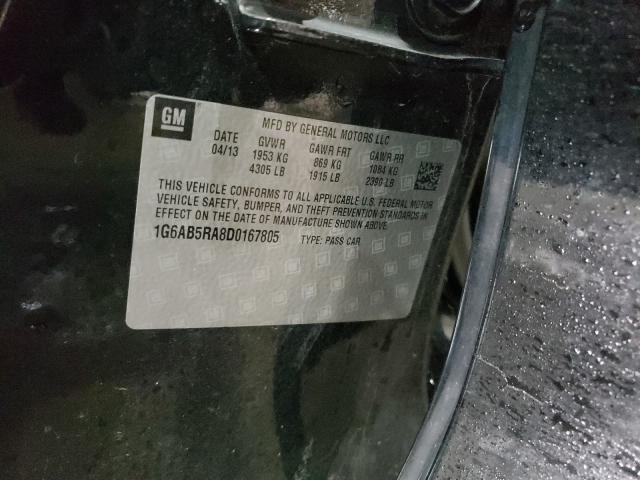 GM
MFD BY GENERAL MOTORS LLC
DATE GVWR GAWR FRT GAWR RR
04/13 1953 KG 869 KG 1084 KG
4305 LB 1915 LB 2390 LB
THIS VEHICLE CONFORMS TO ALL APPLICABLE U.S. FEDERAL MOTOR
VEHICLE SAFETY, BUMPER, AND THEFT PREVENTION STANDARDS IN
EFFECT ON THE DATE OF MANUFACTURE SHOWN ABOVE.
1G6AB5RA8D0167805 TYPE: PASS CAR